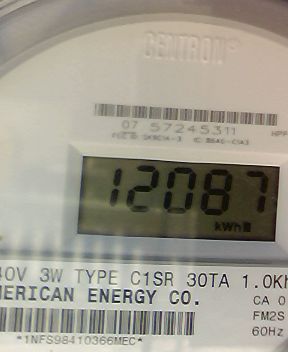 CENTRON®
07 57245311
12087
kWh
40V 3W TYPE C1SR 30TA 1.0Kh
MERICAN ENERGY CO.
CA 0
FM2S
60Hz
*1NFS98410366MEC*